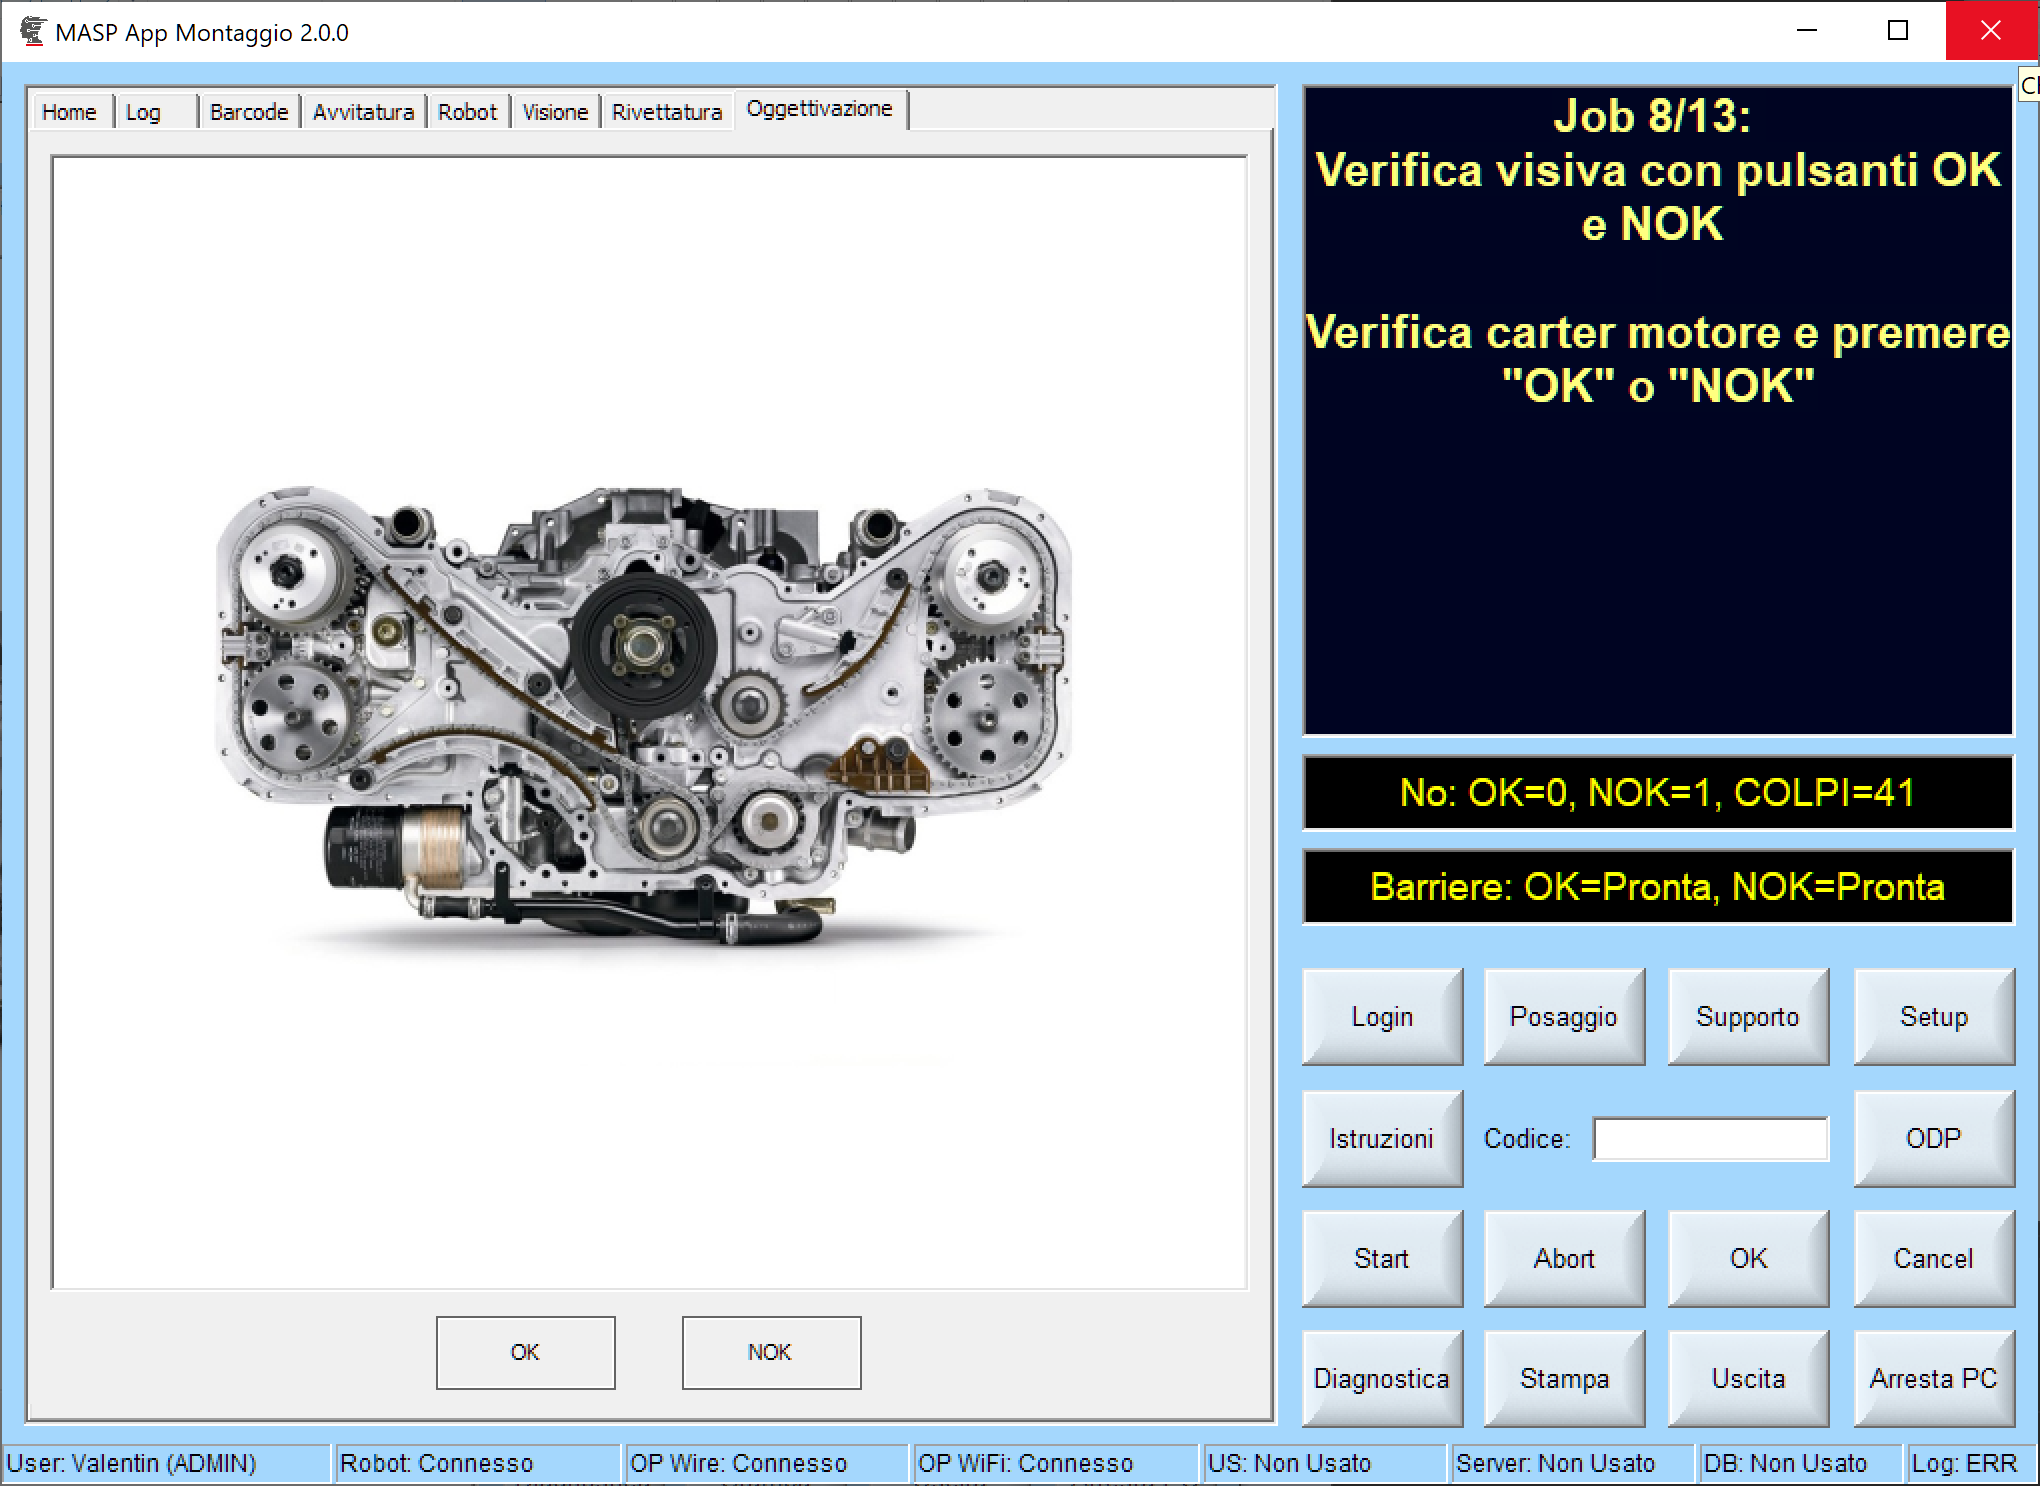 MASP App Montaggio 2.0.0
Home
Log
Barcode
Avvitatura
Robot
Visione
Rivettatura
Oggettivazione
Job 8/13:
Verifica visiva con pulsanti OK
e NOK
Verifica carter motore e premere
"OK" o "NOK"
No: OK=0, NOK=1, COLPI=41
Barriere: OK=Pronta, NOK=Pronta
Login
Posaggio
Supporto
Setup
Istruzioni
Codice:
ODP
Start
Abort
OK
Cancel
Diagnostica
Stampa
Uscita
Arresta PC
OK
NOK
User: Valentin (ADMIN)
Robot: Connesso
OP Wire: Connesso
OP WiFi: Connesso
US: Non Usato
Server: Non Usato
DB: Non Usato
Log: ERR